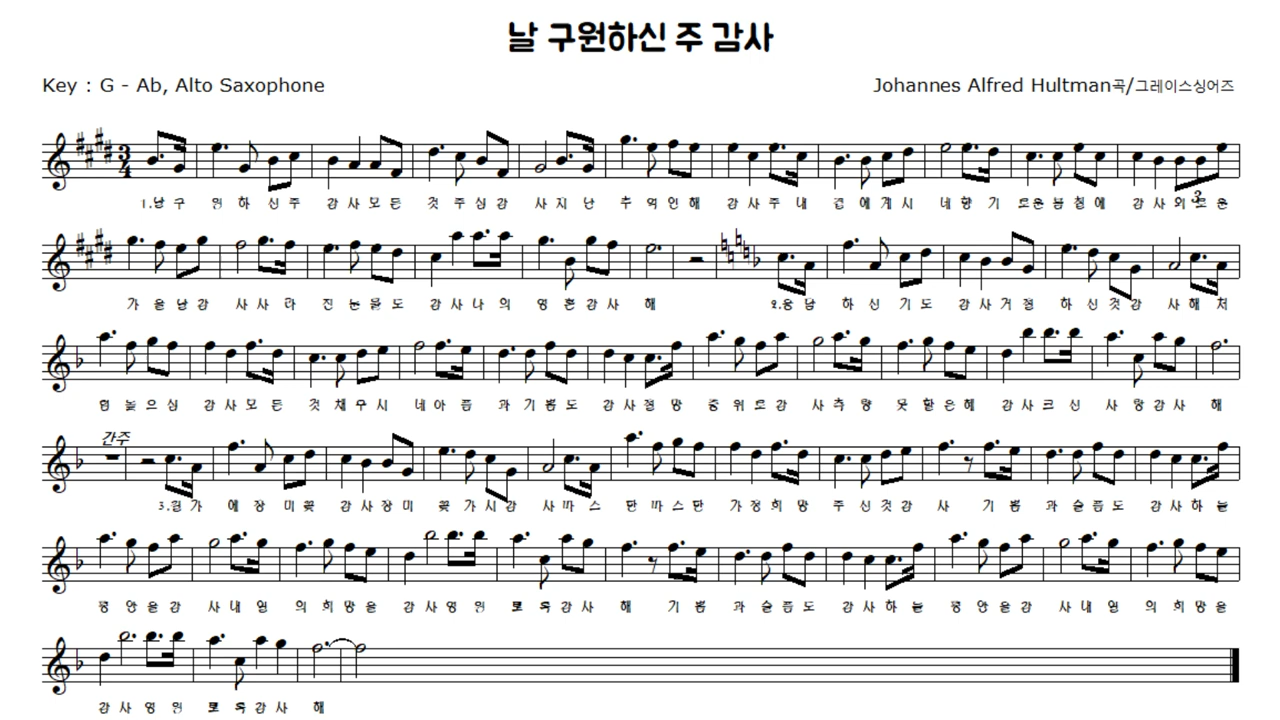 날 구원하신 주 감사
Key : G - Ab, Alto Saxophone
Johannes Alfred Hultman곡/그레이스싱어즈
3 4
1.날 구 원 하 신 주 감 사 모 든 것 주 심 감 사 지 난 추 억 인 해 감 사 주 내 곁 에 계 시 네 향 기 로운 봄 철 에 감 사 외 로 운
3
가 을 날 감 사 사 라 진 눈 물 도 감 사 나 의 영 혼 감 사 해 2.응 답 하 신 기 도 감 사 거 절 하 신 것 감 사 해 처
럼 높 으 심 감 사 모 든 것 채 우 시 네 아 픔 과 기 쁨 도 감 사 절 망 중 위 로 감 사 측 량 못 할 은 혜 감 사 크 신 사 랑 감 사 해
간주
3.길 가 에 장 미 꽃 감 사 장 미 꽃 가 시 감 사 따 스 한 따 스 한 가 정 희 망 주 신 것 감 사 기 쁨 과 슬 픔 도 감 사 하 늘
평 안 을 감 사 내 일 의 희 망 을 감 사 영 원 토 록 감 사 해 기 쁨 과 슬 픔 도 감 사 하 늘 평 안 을 감 사 내 일 의 희 망 을
감 사 영 원 토 록 감 사 해